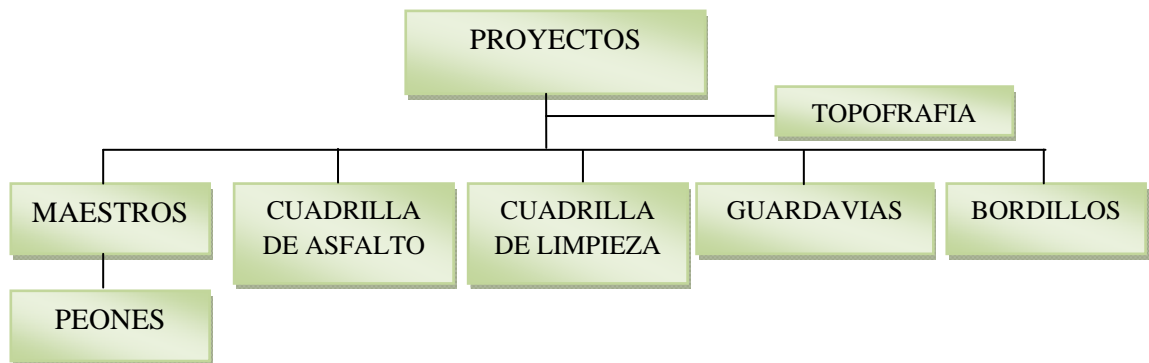 PROYECTOS
TOPOFRAFIA
MAESTROS
CUADRILLA
DE ASFALTO
CUADRILLA
DE LIMPIEZA
GUARDAVIAS
BORDILLOS
PEONES